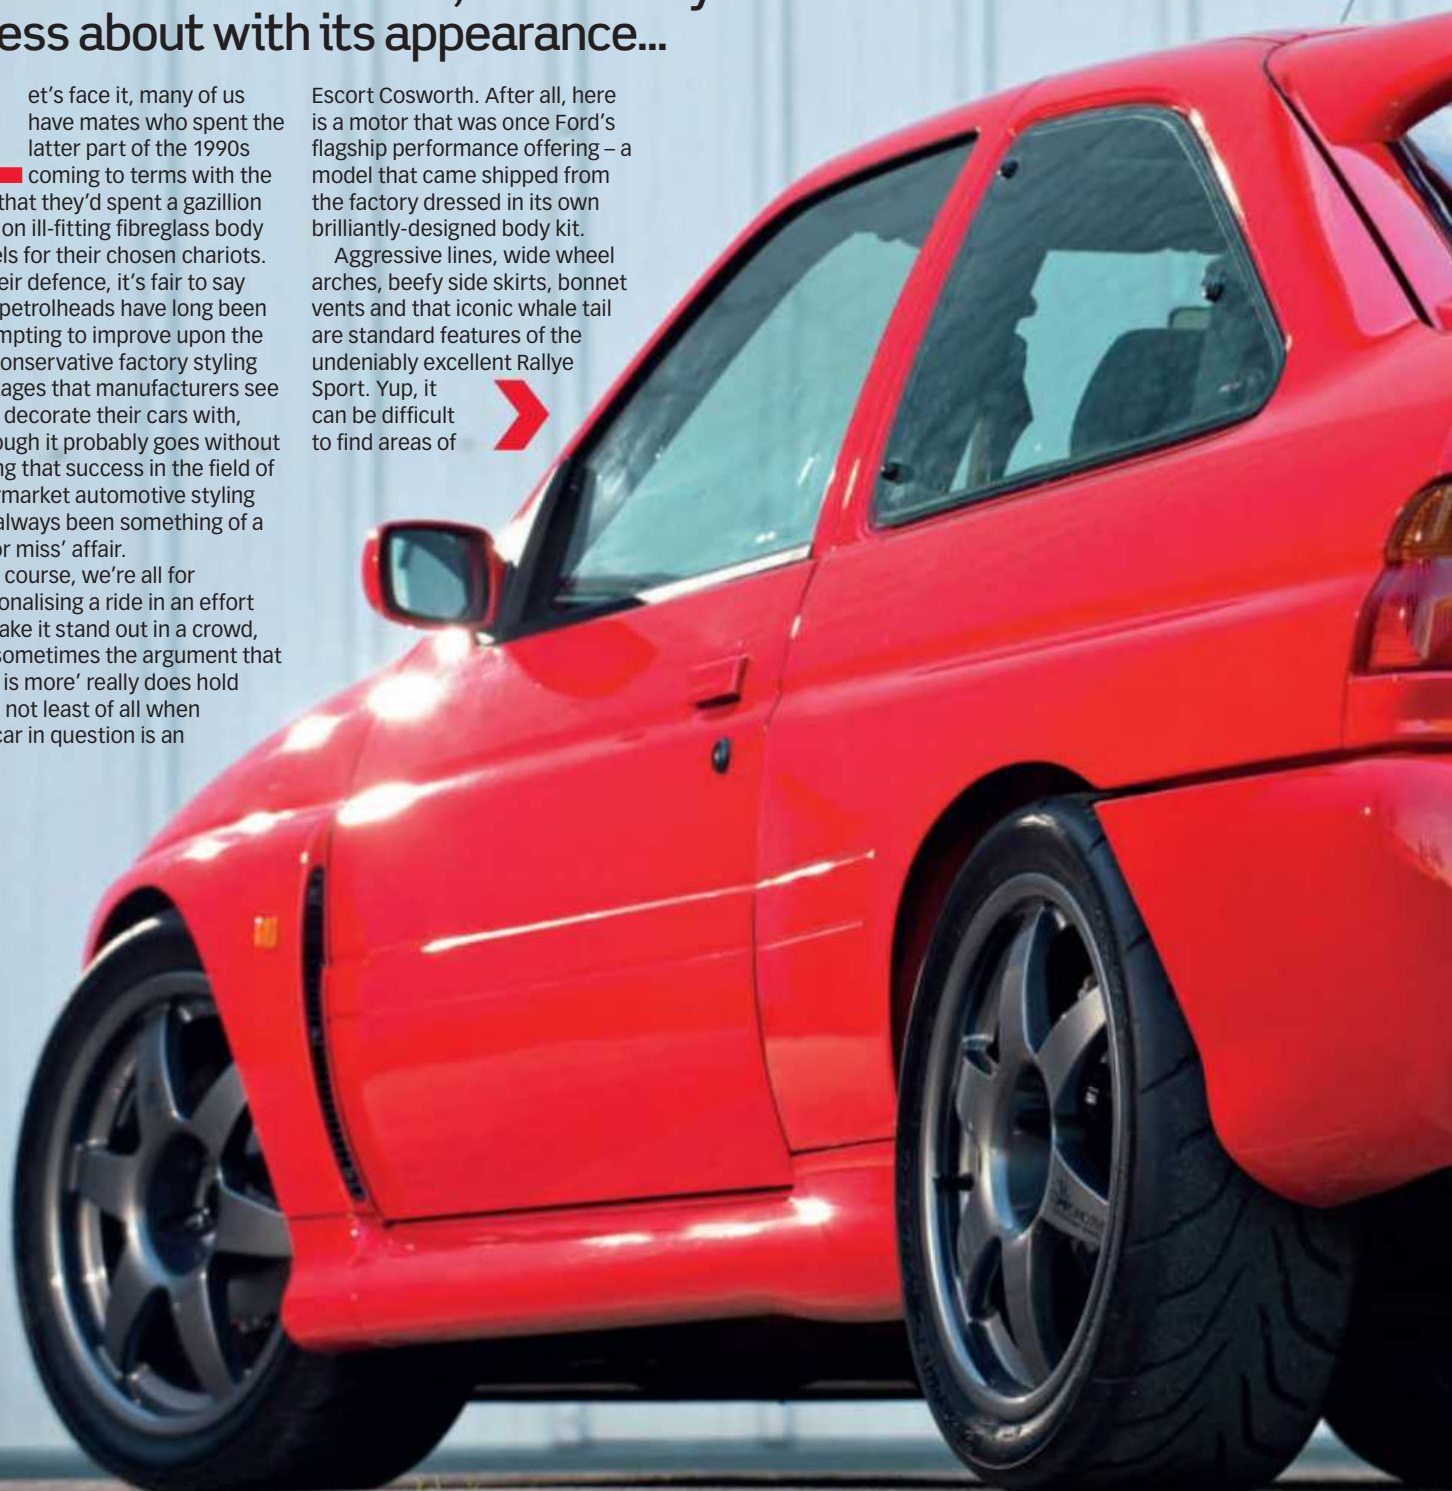 ess about with its appearance...
et's face it, many of us
have mates who spent the
latter part of the 1990s
coming to terms with the
that they'd spent a gazillion
on ill-fitting fibreglass body
els for their chosen chariots.
eir defence, it's fair to say
petrolheads have long been
mpting to improve upon the
onservative factory styling
ages that manufacturers see
decorate their cars with,
ough it probably goes without
ng that success in the field of
rmarket automotive styling
always been something of a
or miss' affair.
course, we're all for
onalising a ride in an effort
ake it stand out in a crowd,
sometimes the argument that
is more' really does hold
not least of all when
car in question is an
Escort Cosworth. After all, here
is a motor that was once Ford's
flagship performance offering – a
model that came shipped from
the factory dressed in its own
brilliantly-designed body kit.
Aggressive lines, wide wheel
arches, beefy side skirts, bonnet
vents and that iconic whale tail
are standard features of the
undeniably excellent Rallye
Sport. Yup, it
can be difficult
to find areas of